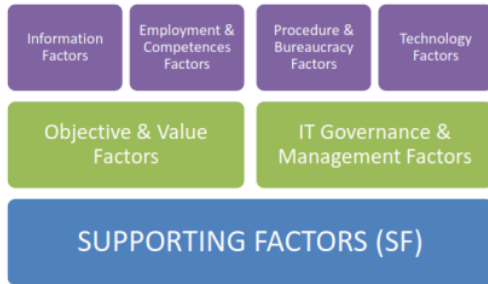 Information
Factors
Employment &
Competences
Factors
Procedure &
Bureaucracy
Factors
Technology
Factors
Objective & Value
Factors
IT Governance &
Management Factors
SUPPORTING FACTORS (SF)